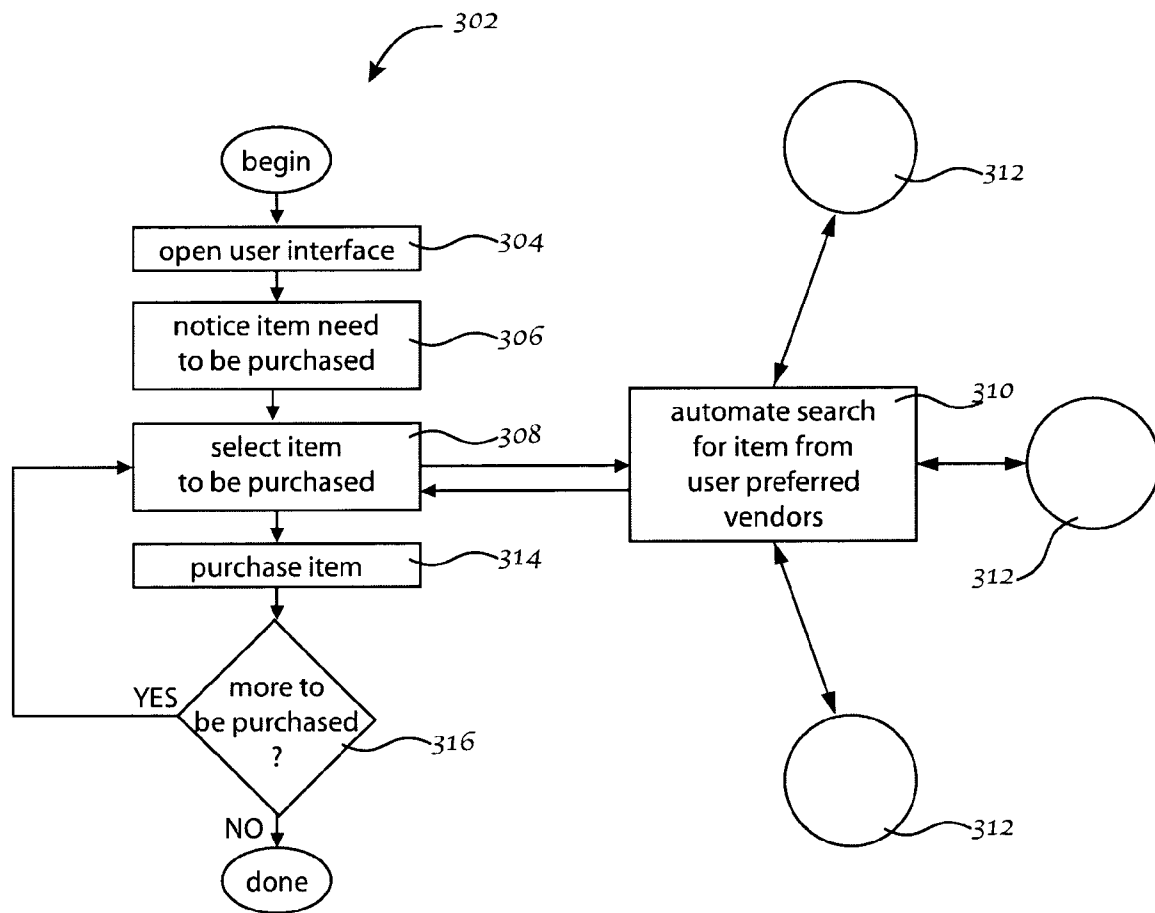 302
begin
312
open user interface
304
notice item need
to be purchased
306
select item
to be purchased
308
automate search
for item from
user preferred
vendors
310
312
purchase item
314
YES
more to
be purchased
?
316
NO
312
done